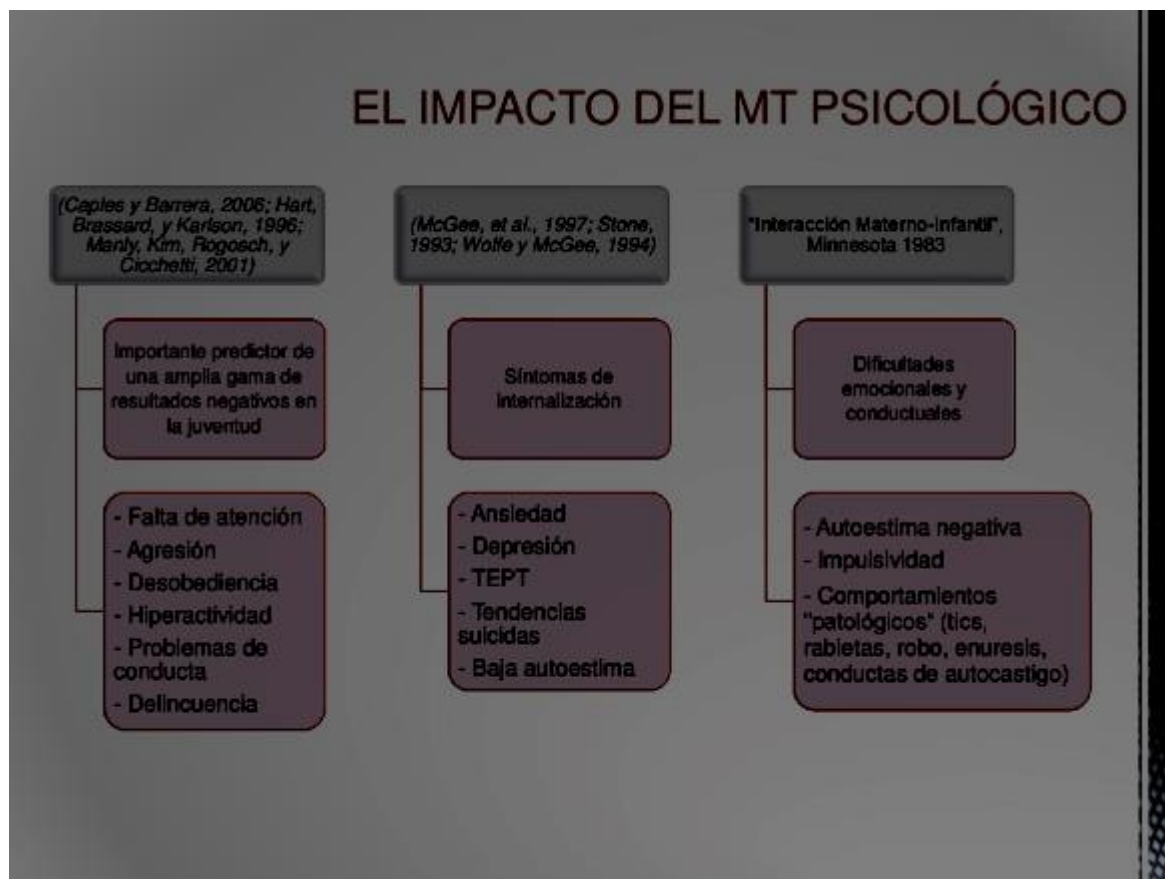 EL IMPACTO DEL MT PSICOLÓGICO
(Caples y Barrera, 2006; Hart,
Brassard, y Karlson, 1996;
Manly, Kim, Rogosch, y
Cicchetti, 2001)
Importante predictor de
una amplia gama de
resultados negativos en
la juventud
- Falta de atención
- Agresión
- Desobediencia
- Hiperactividad
- Problemas de
conducta
- Delincuencia
(McGee, et al., 1997; Stone,
1993; Wolfe y McGee, 1994)
Síntomas de
internalización
- Ansiedad
- Depresión
- TEPT
- Tendencias
suicidas
- Baja autoestima
"Interacción Materno-infantil",
Minnesota 1983
Dificultades
emocionales y
conductuales
- Autoestima negativa
- Impulsividad
- Comportamientos
"patológicos" (tics,
rabietas, robo, enuresis,
conductas de autocastigo)